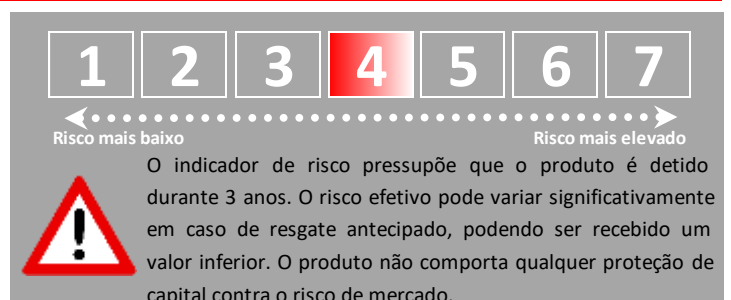 1 2 3 4 5 6 7
Risco mais baixo Risco mais elevado
O indicador de risco pressupõe que o produto é detido
durante 3 anos. O risco efetivo pode variar significativamente
em caso de resgate antecipado, podendo ser recebido um
valor inferior. O produto não comporta qualquer proteção de
capital contra o risco de mercado.